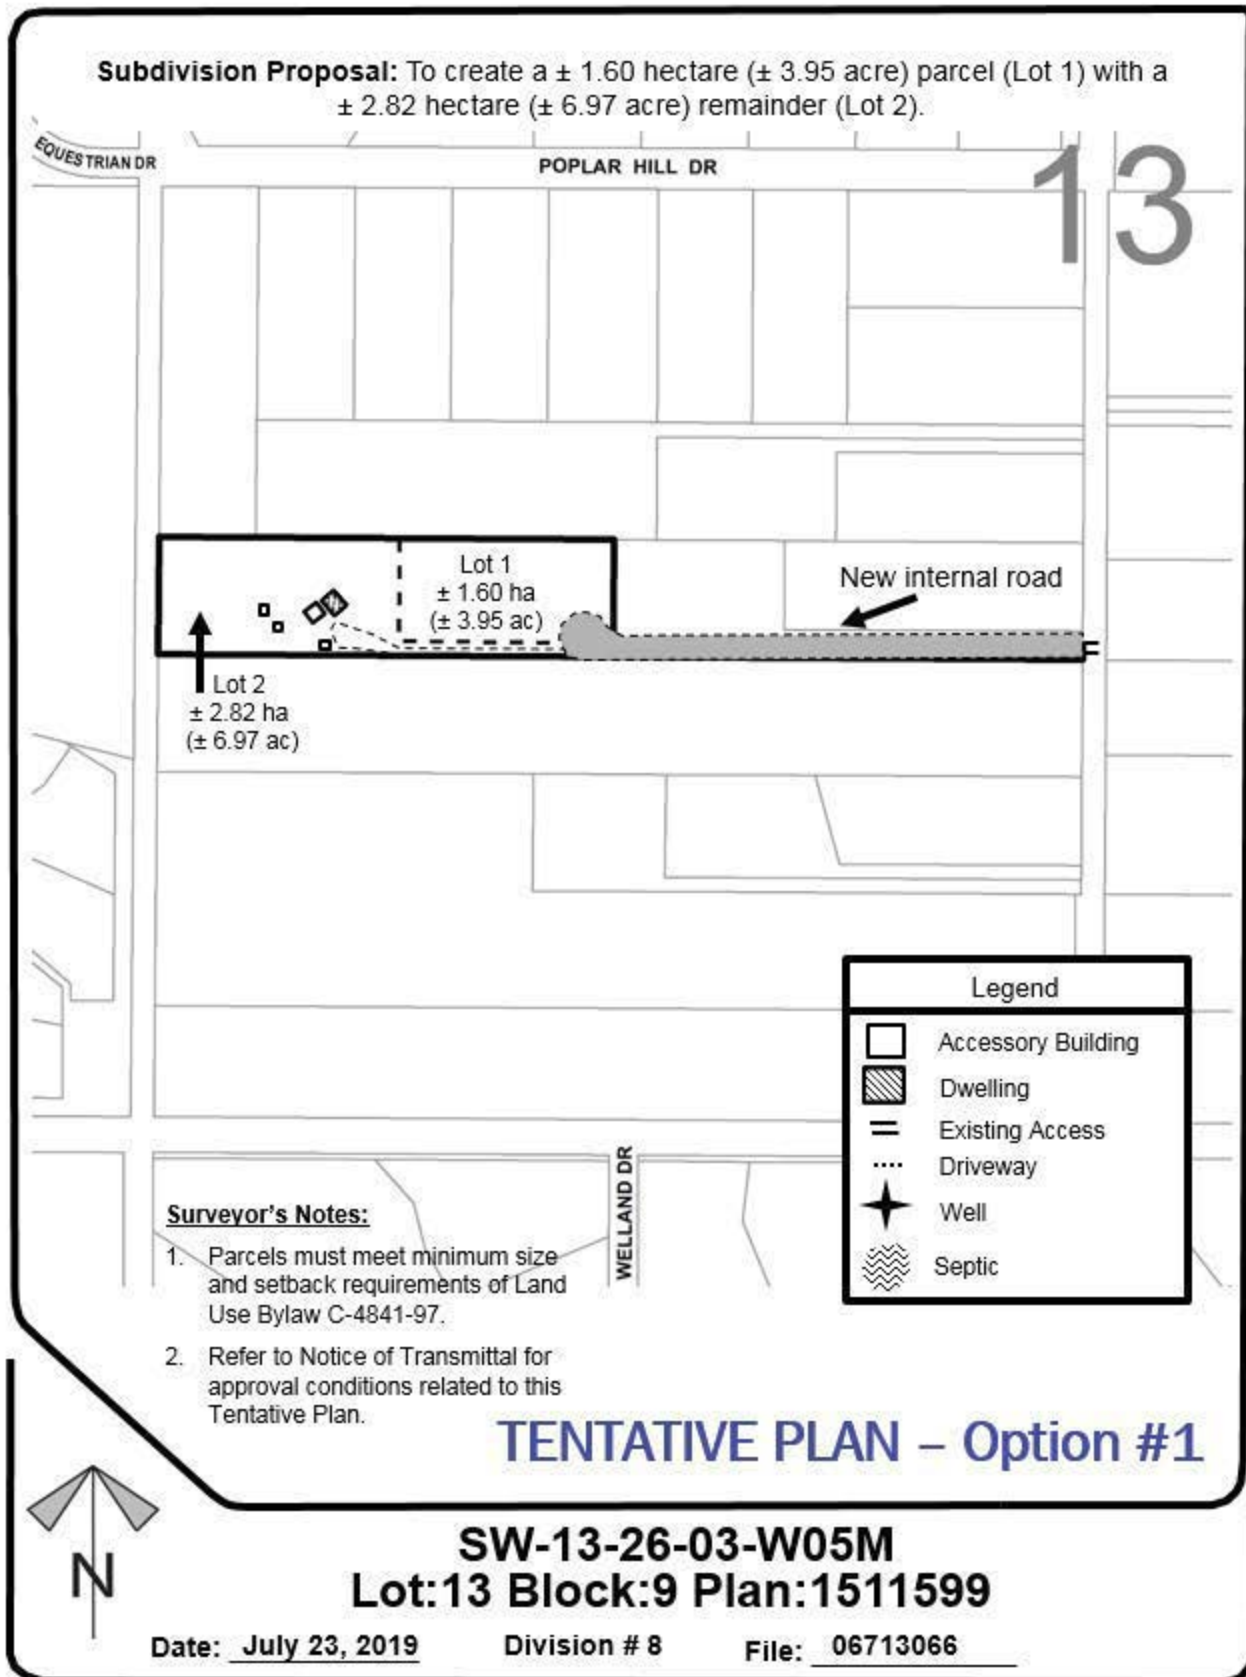 Subdivision Proposal: To create a ± 1.60 hectare (± 3.95 acre) parcel (Lot 1) with a
± 2.82 hectare (± 6.97 acre) remainder (Lot 2).
EQUESTRIAN DR
POPLAR HILL DR
13
Lot 1
± 1.60 ha
(± 3.95 ac)
New internal road
Lot 2
± 2.82 ha
(± 6.97 ac)
Legend
Accessory Building
Dwelling
Existing Access
Driveway
Well
Septic
WELLAND DR
Surveyor's Notes:
1. Parcels must meet minimum size
and setback requirements of Land
Use Bylaw C-4841-97.
2. Refer to Notice of Transmittal for
approval conditions related to this
Tentative Plan.
TENTATIVE PLAN – Option #1
N
SW-13-26-03-W05M
Lot:13 Block:9 Plan:1511599
Date: July 23, 2019 Division # 8 File: 06713066